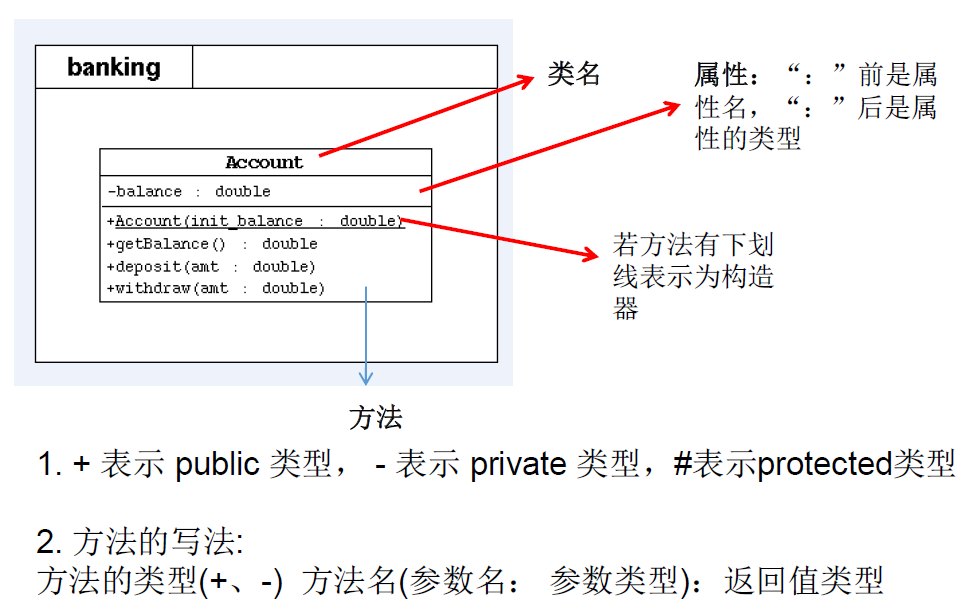 banking
类名
属性：“：”前是属
性名，“：”后是属
性的类型
Account
-balance : double
+Account(init_balance : double)
+getBalance() : double
+deposit(amt : double)
+withdraw(amt : double)
若方法有下划
线表示为构造
器
方法
1. + 表示 public 类型， - 表示 private 类型，#表示protected类型
2. 方法的写法:
方法的类型(+、-) 方法名(参数名： 参数类型)：返回值类型